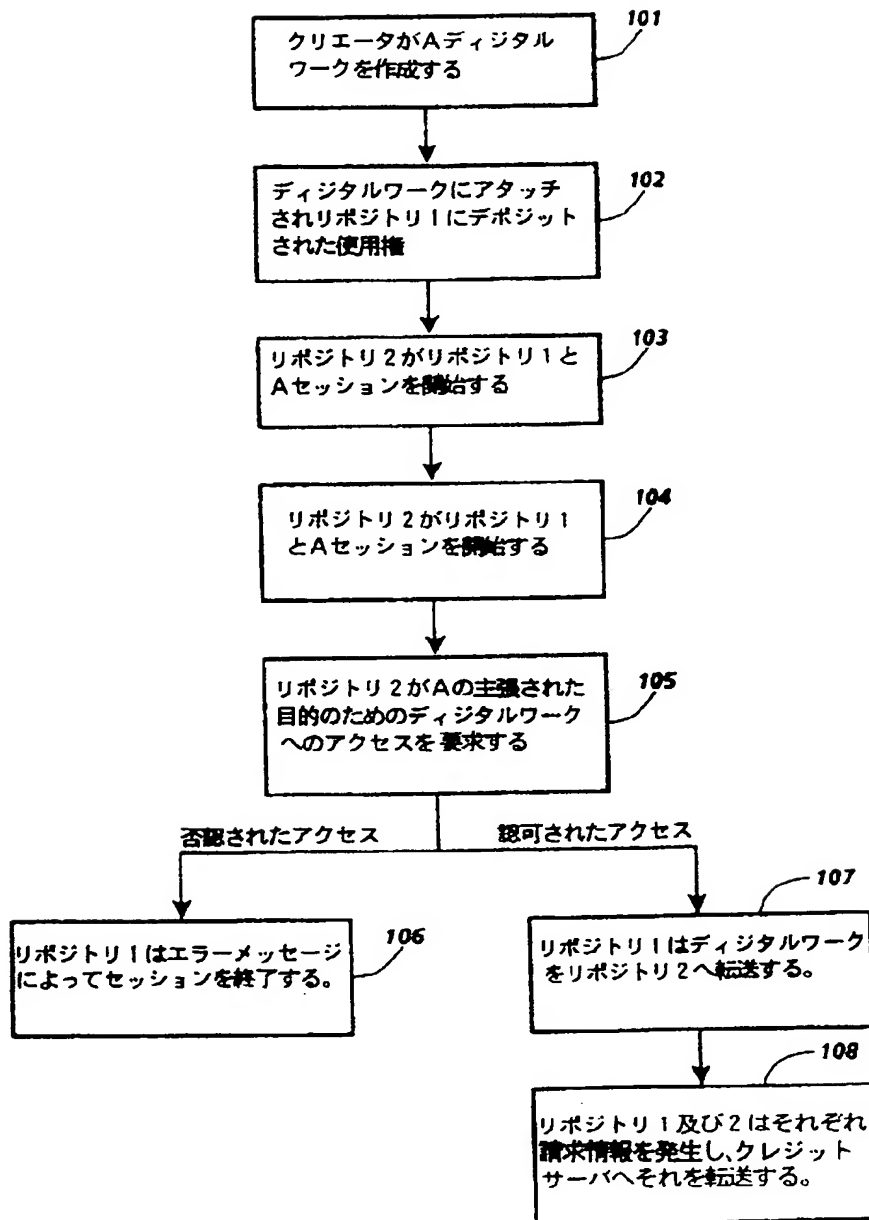 クリエータがAディジタル
ワークを作成する
101
ディジタルワークにアタッチ
されリポジトリ1にデポジット
された使用権
102
リポジトリ2がリポジトリ1と
Aセッションを開始する
103
リポジトリ2がリポジトリ1
とAセッションを開始する
104
リポジトリ2がAの主張された
目的のためのディジタルワーク
へのアクセスを要求する
105
否認されたアクセス
認可されたアクセス
リポジトリ1はエラーメッセージ
によってセッションを終了する。
106
107
リポジトリ1はディジタルワーク
をリポジトリ2へ転送する。
108
リポジトリ1及び2はそれぞれ
請求情報を発生し、クレジット
サーバへそれを転送する。